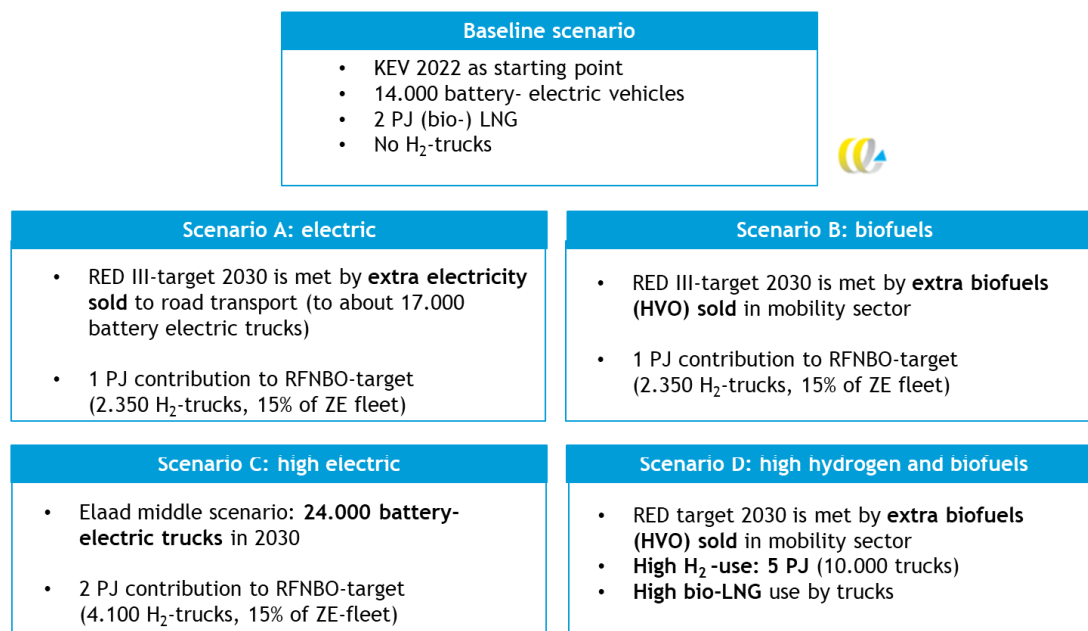 Baseline scenario
• KEV 2022 as starting point
• 14.000 battery- electric vehicles
• 2 PJ (bio-) LNG
• No H₂-trucks
Scenario A: electric
• RED III-target 2030 is met by extra electricity
sold to road transport (to about 17.000
battery electric trucks)
• 1 PJ contribution to RFNBO-target
(2.350 H₂-trucks, 15% of ZE fleet)
Scenario B: biofuels
• RED III-target 2030 is met by extra biofuels
(HVO) sold in mobility sector
• 1 PJ contribution to RFNBO-target
(2.350 H₂-trucks, 15% of ZE fleet)
Scenario C: high electric
• Elaad middle scenario: 24.000 battery-
electric trucks in 2030
• 2 PJ contribution to RFNBO-target
(4.100 H₂-trucks, 15% of ZE-fleet)
Scenario D: high hydrogen and biofuels
• RED target 2030 is met by extra biofuels
(HVO) sold in mobility sector
• High H₂ -use: 5 PJ (10.000 trucks)
• High bio-LNG use by trucks